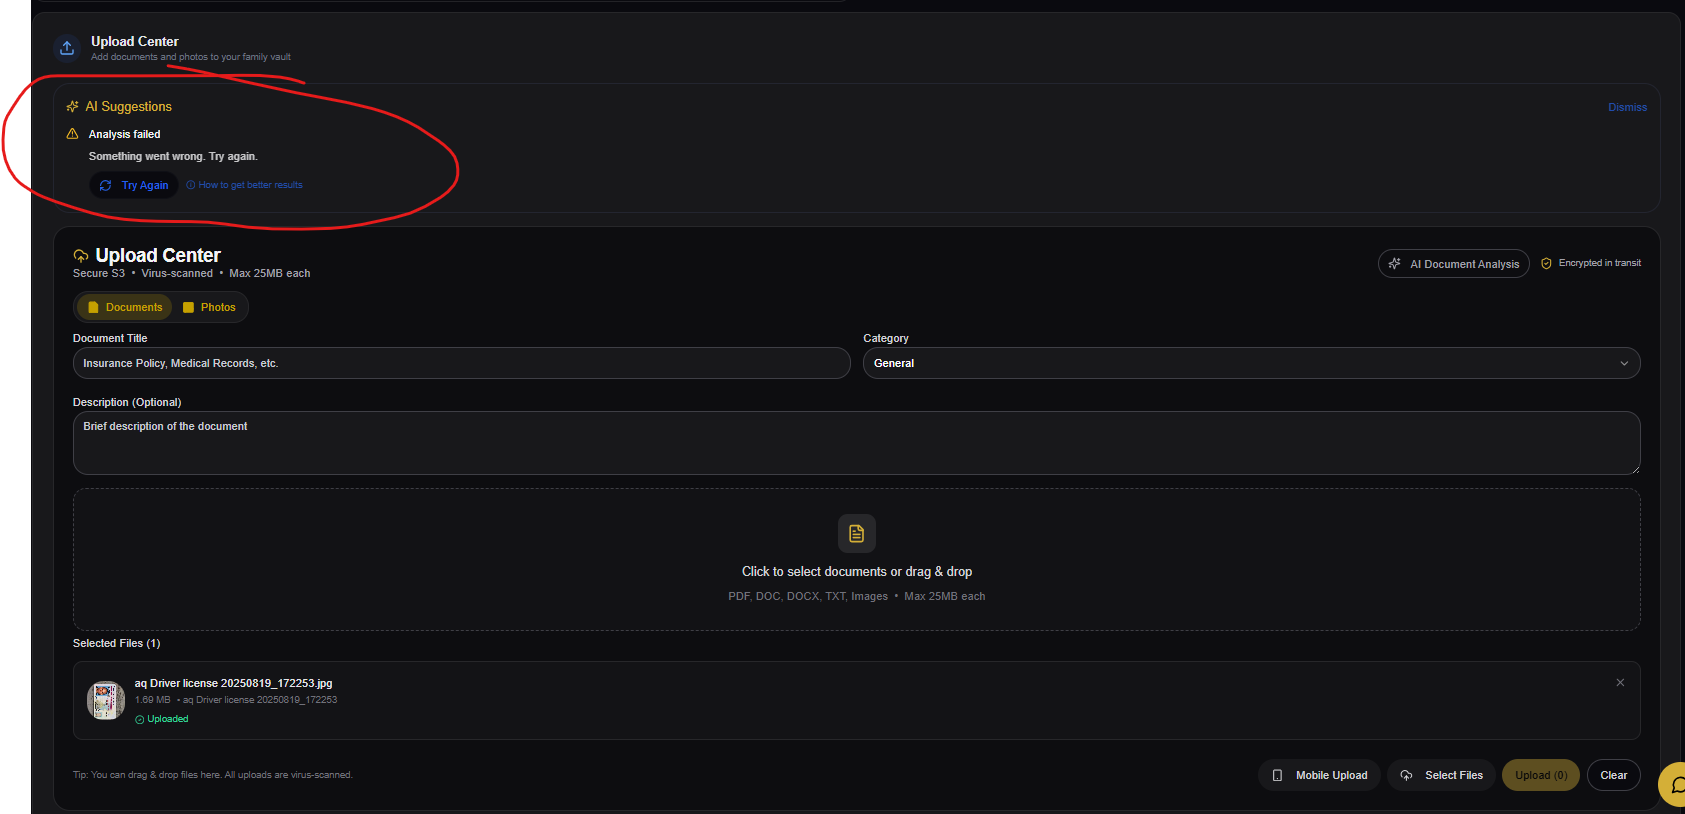 Upload Center
Add documents and photos to your family vault
AI Suggestions
Dismiss
Analysis failed
Something went wrong. Try again.
Try Again
How to get better results
Upload Center
Secure S3 • Virus-scanned • Max 25MB each
AI Document Analysis
Encrypted in transit
Documents
Photos
Document Title
Category
Insurance Policy, Medical Records, etc.
General
Description (Optional)
Brief description of the document
Click to select documents or drag & drop
PDF, DOC, DOCX, TXT, Images • Max 25MB each
Selected Files (1)
aq Driver license 20250819_172253.jpg
1.69 MB • aq Driver license 20250819_172253
Uploaded
Tip: You can drag & drop files here. All uploads are virus-scanned.
Mobile Upload
Select Files
Upload (0)
Clear